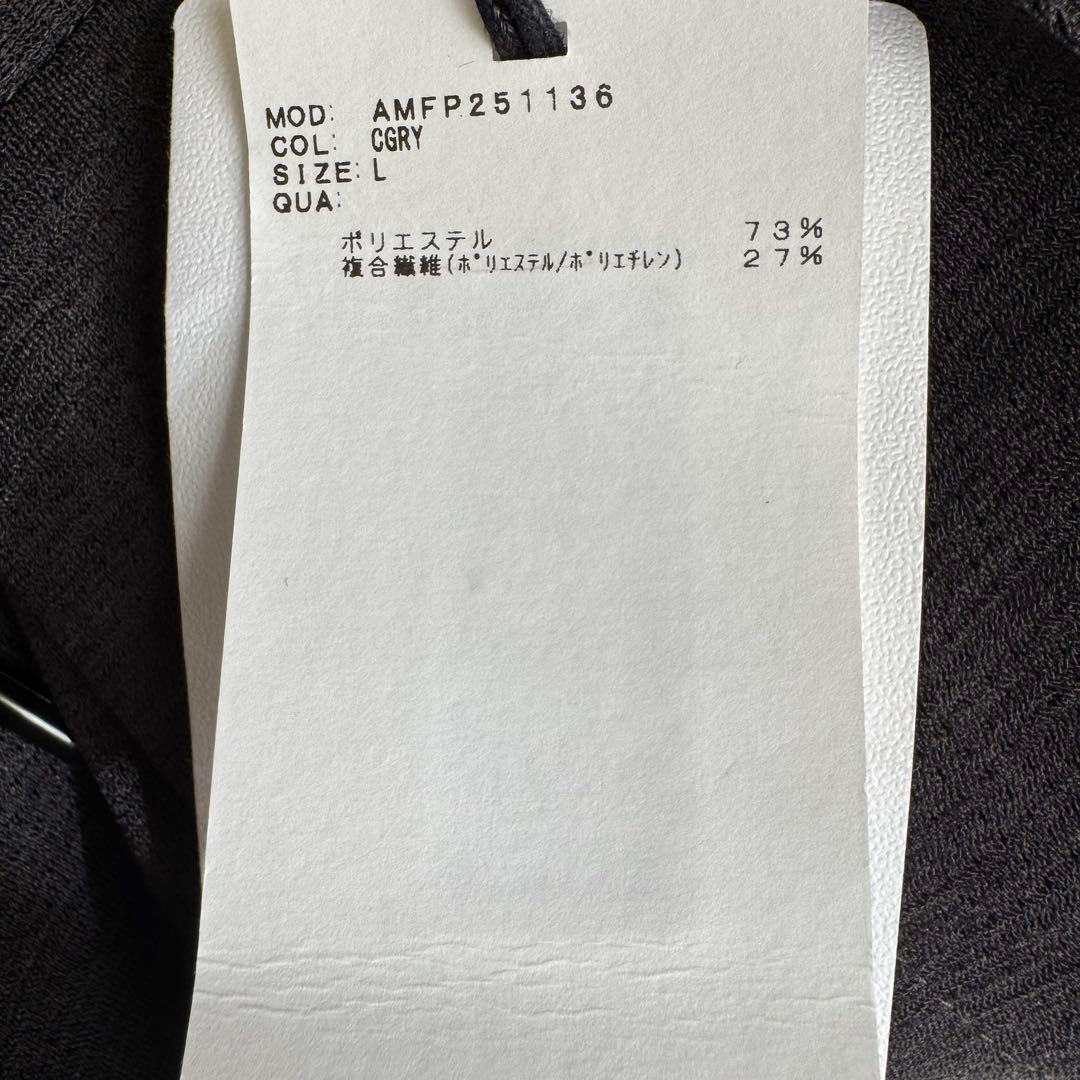 MOD: AMFP251136
COL: CGRY
SIZE: L
QUA:
ポリエステル 73%
複合繊維(ﾎﾟﾘｴｽﾃﾙ/ﾎﾟﾘｴﾁﾚﾝ) 27%